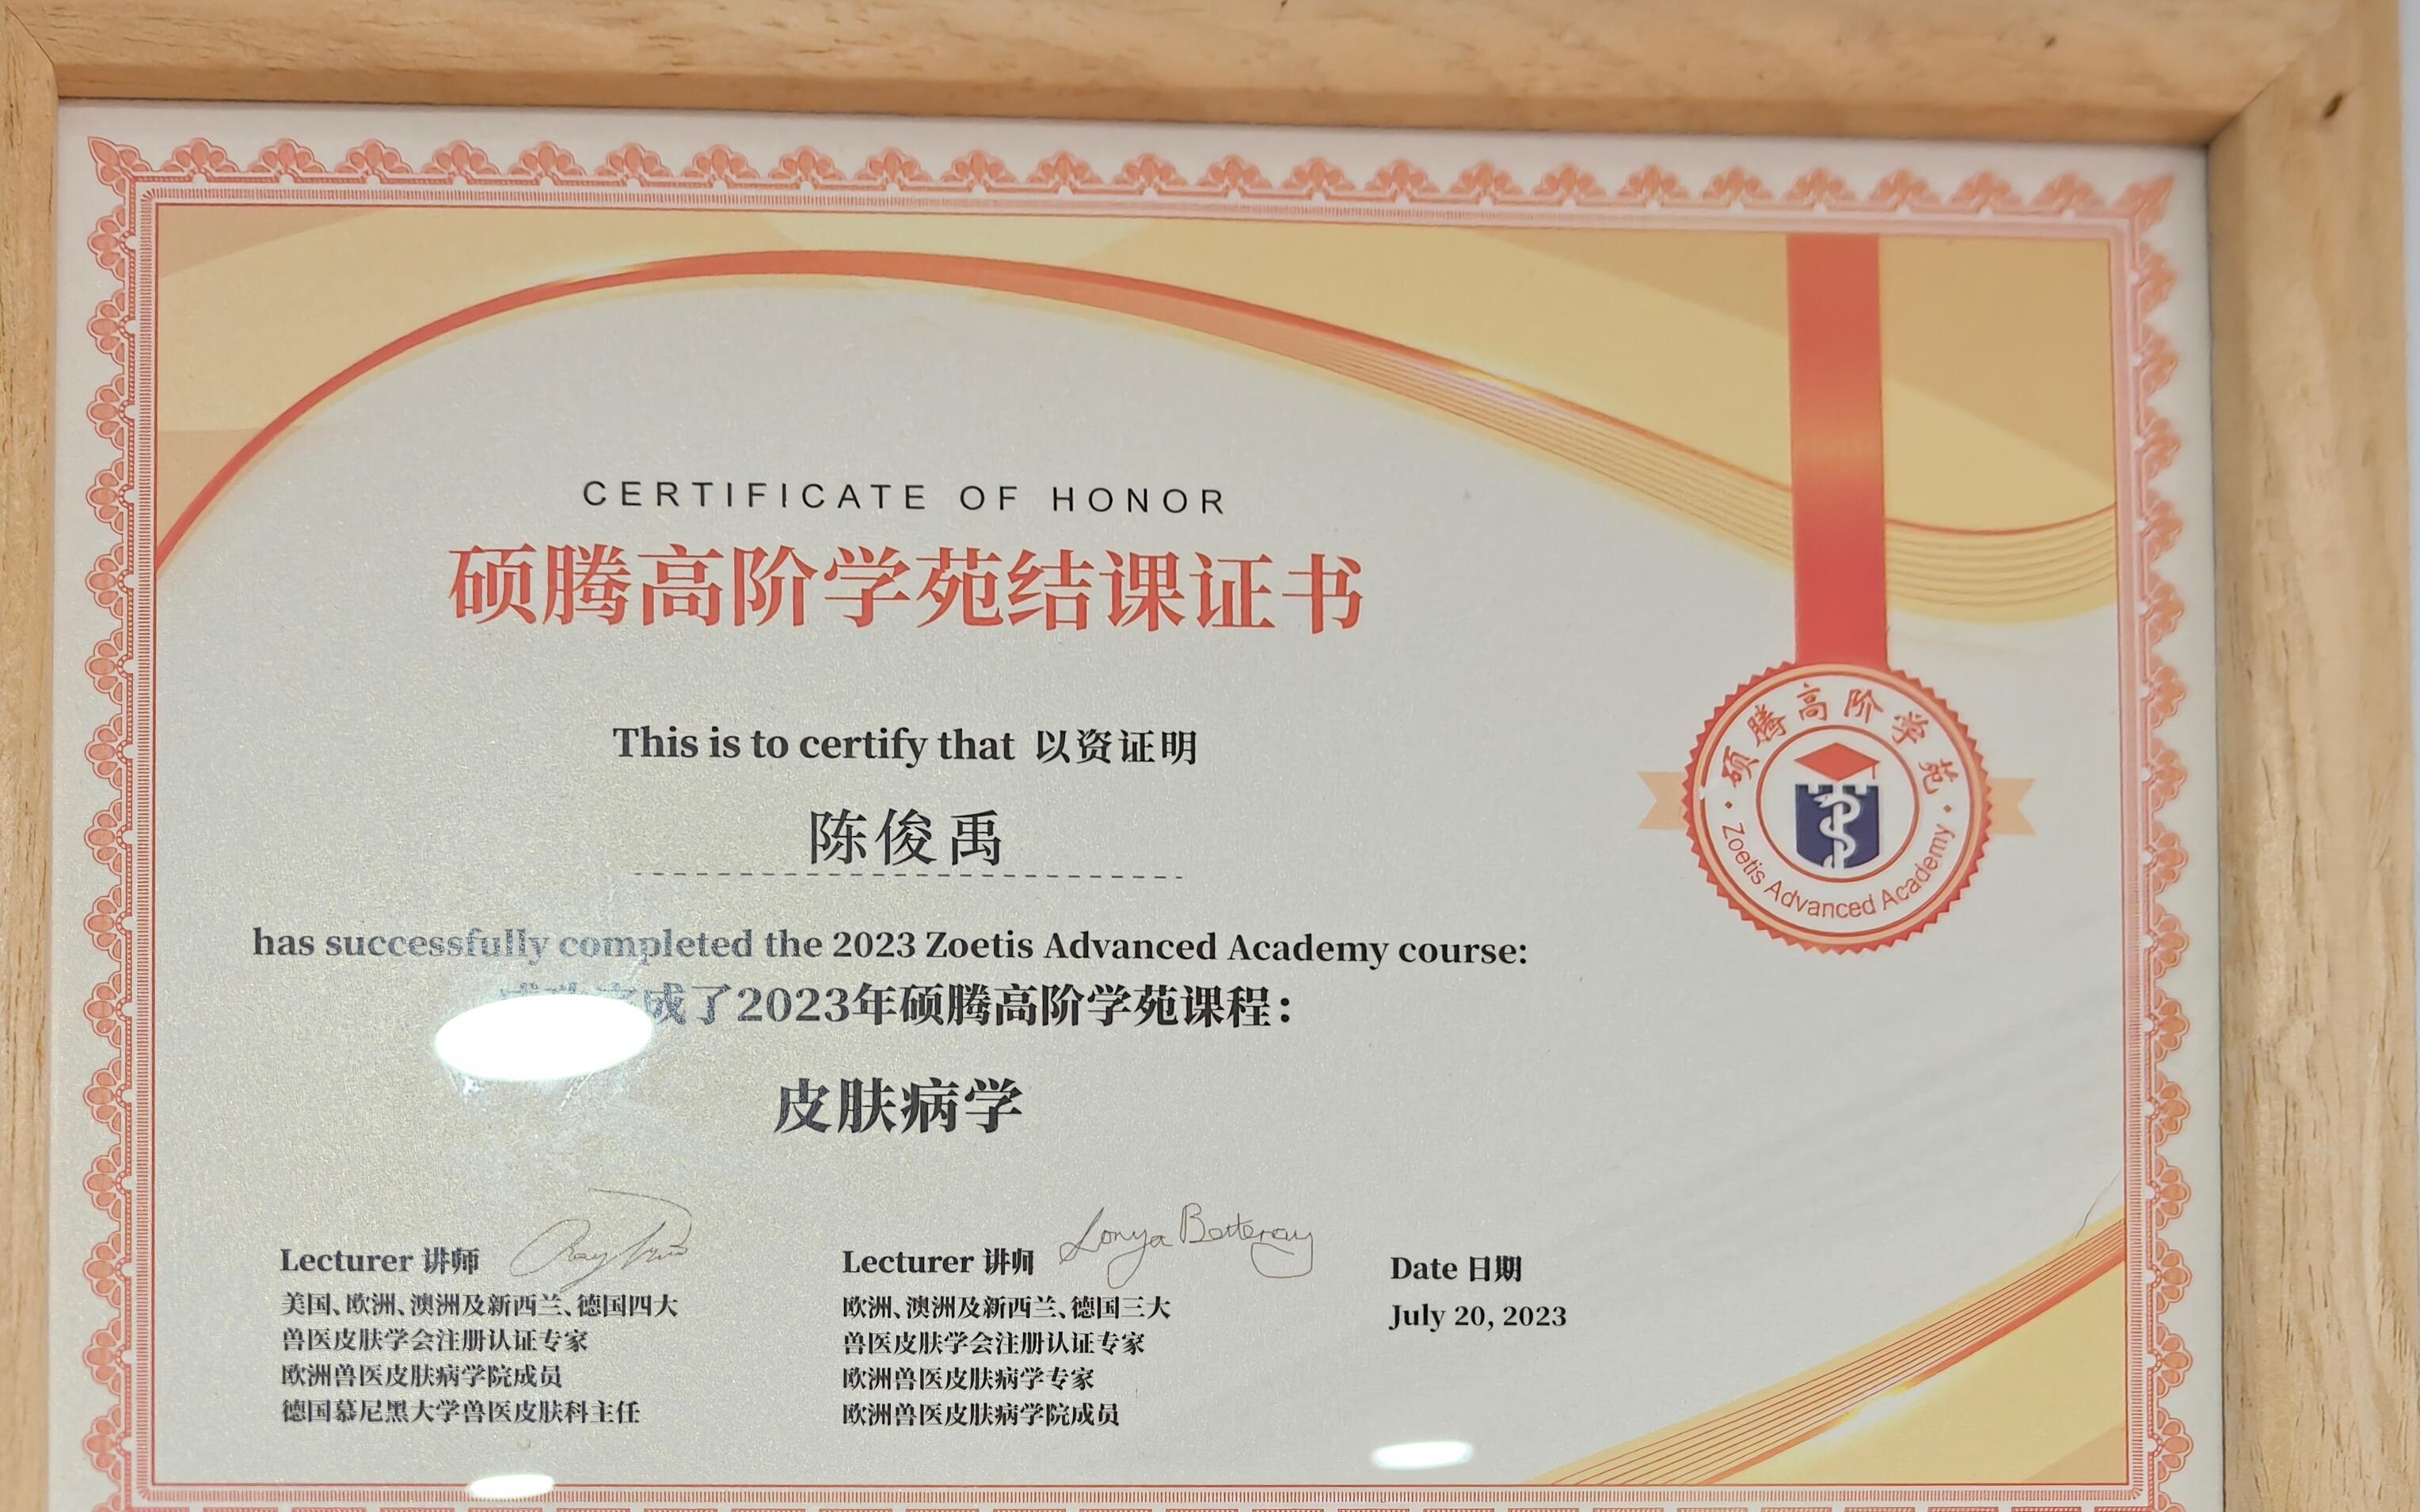 CERTIFICATE OF HONOR
硕腾高阶学苑结课证书
This is to certify that 以资证明
陈俊禹
has successfully completed the 2023 Zoetis Advanced Academy course:
成了2023年硕腾高阶学苑课程：
皮肤病学
硕腾高阶学苑
Zoetis Advanced Academy
Lecturer 讲师
美国、欧洲、澳洲及新西兰、德国四大
兽医皮肤学会注册认证专家
欧洲兽医皮肤病学院成员
德国慕尼黑大学兽医皮肤科主任
Lecturer 讲师 Sonya Bettenay
欧洲、澳洲及新西兰、德国三大
兽医皮肤学会注册认证专家
欧洲兽医皮肤病学专家
欧洲兽医皮肤病学院成员
Date 日期
July 20, 2023